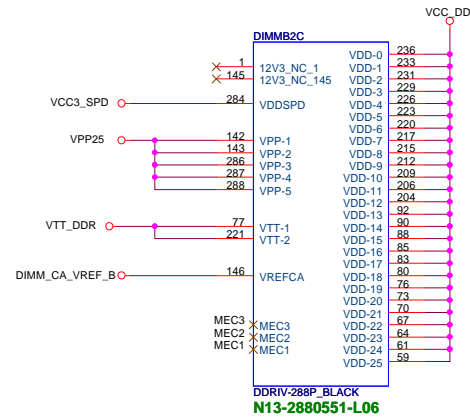 VCC_DD
DIMMB2C
1 12V3_NC_1
145 12V3_NC_145
VCC3_SPD 284 VDDSPD
VPP25 142 VPP-1
143 VPP-2
286 VPP-3
287 VPP-4
288 VPP-5
VTT_DDR 77 VTT-1
221 VTT-2
DIMM_CA_VREF_B 146 VREFCA
MEC3 MEC3
MEC2 MEC2
MEC1 MEC1
VDD-0 236
VDD-1 233
VDD-2 231
VDD-3 229
VDD-4 226
VDD-5 223
VDD-6 220
VDD-7 217
VDD-8 215
VDD-9 212
VDD-10 209
VDD-11 206
VDD-12 204
VDD-13 92
VDD-14 90
VDD-15 88
VDD-16 85
VDD-17 83
VDD-18 80
VDD-19 76
VDD-20 73
VDD-21 70
VDD-22 67
VDD-23 64
VDD-24 61
VDD-25 59
DDRIV-288P_BLACK
N13-2880551-L06